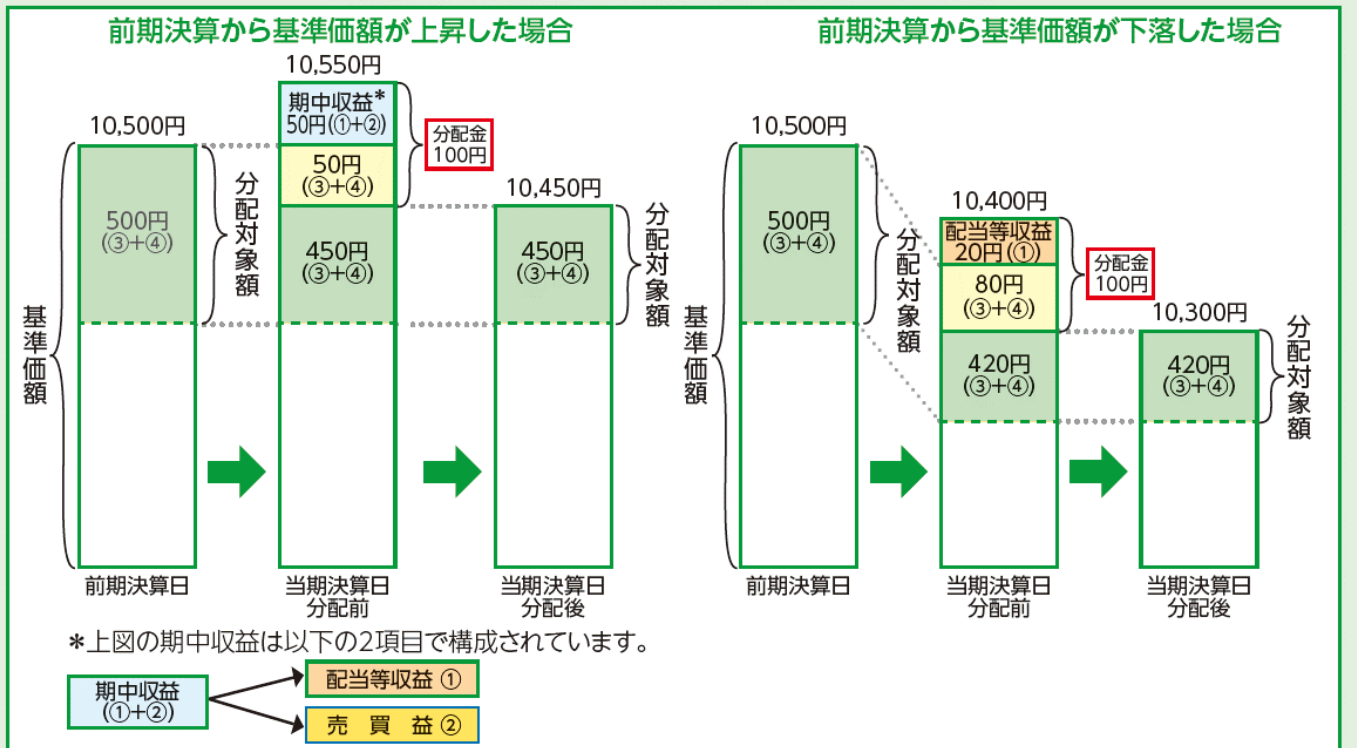 前期決算から基準価額が上昇した場合
10,500円
500円
(③+④)
分配対象額
基準価額
前期決算日
10,550円
期中収益*
50円(①+②)
50円
(③+④)
450円
(③+④)
分配金
100円
当期決算日
分配前
10,450円
450円
(③+④)
分配対象額
当期決算日
分配後
*上図の期中収益は以下の2項目で構成されています。
期中収益
(①+②)
配当等収益 ①
売 買 益 ②
前期決算から基準価額が下落した場合
10,500円
500円
(③+④)
分配対象額
基準価額
前期決算日
10,400円
配当等収益
20円(①)
80円
(③+④)
420円
(③+④)
分配金
100円
当期決算日
分配前
10,300円
420円
(③+④)
分配対象額
当期決算日
分配後